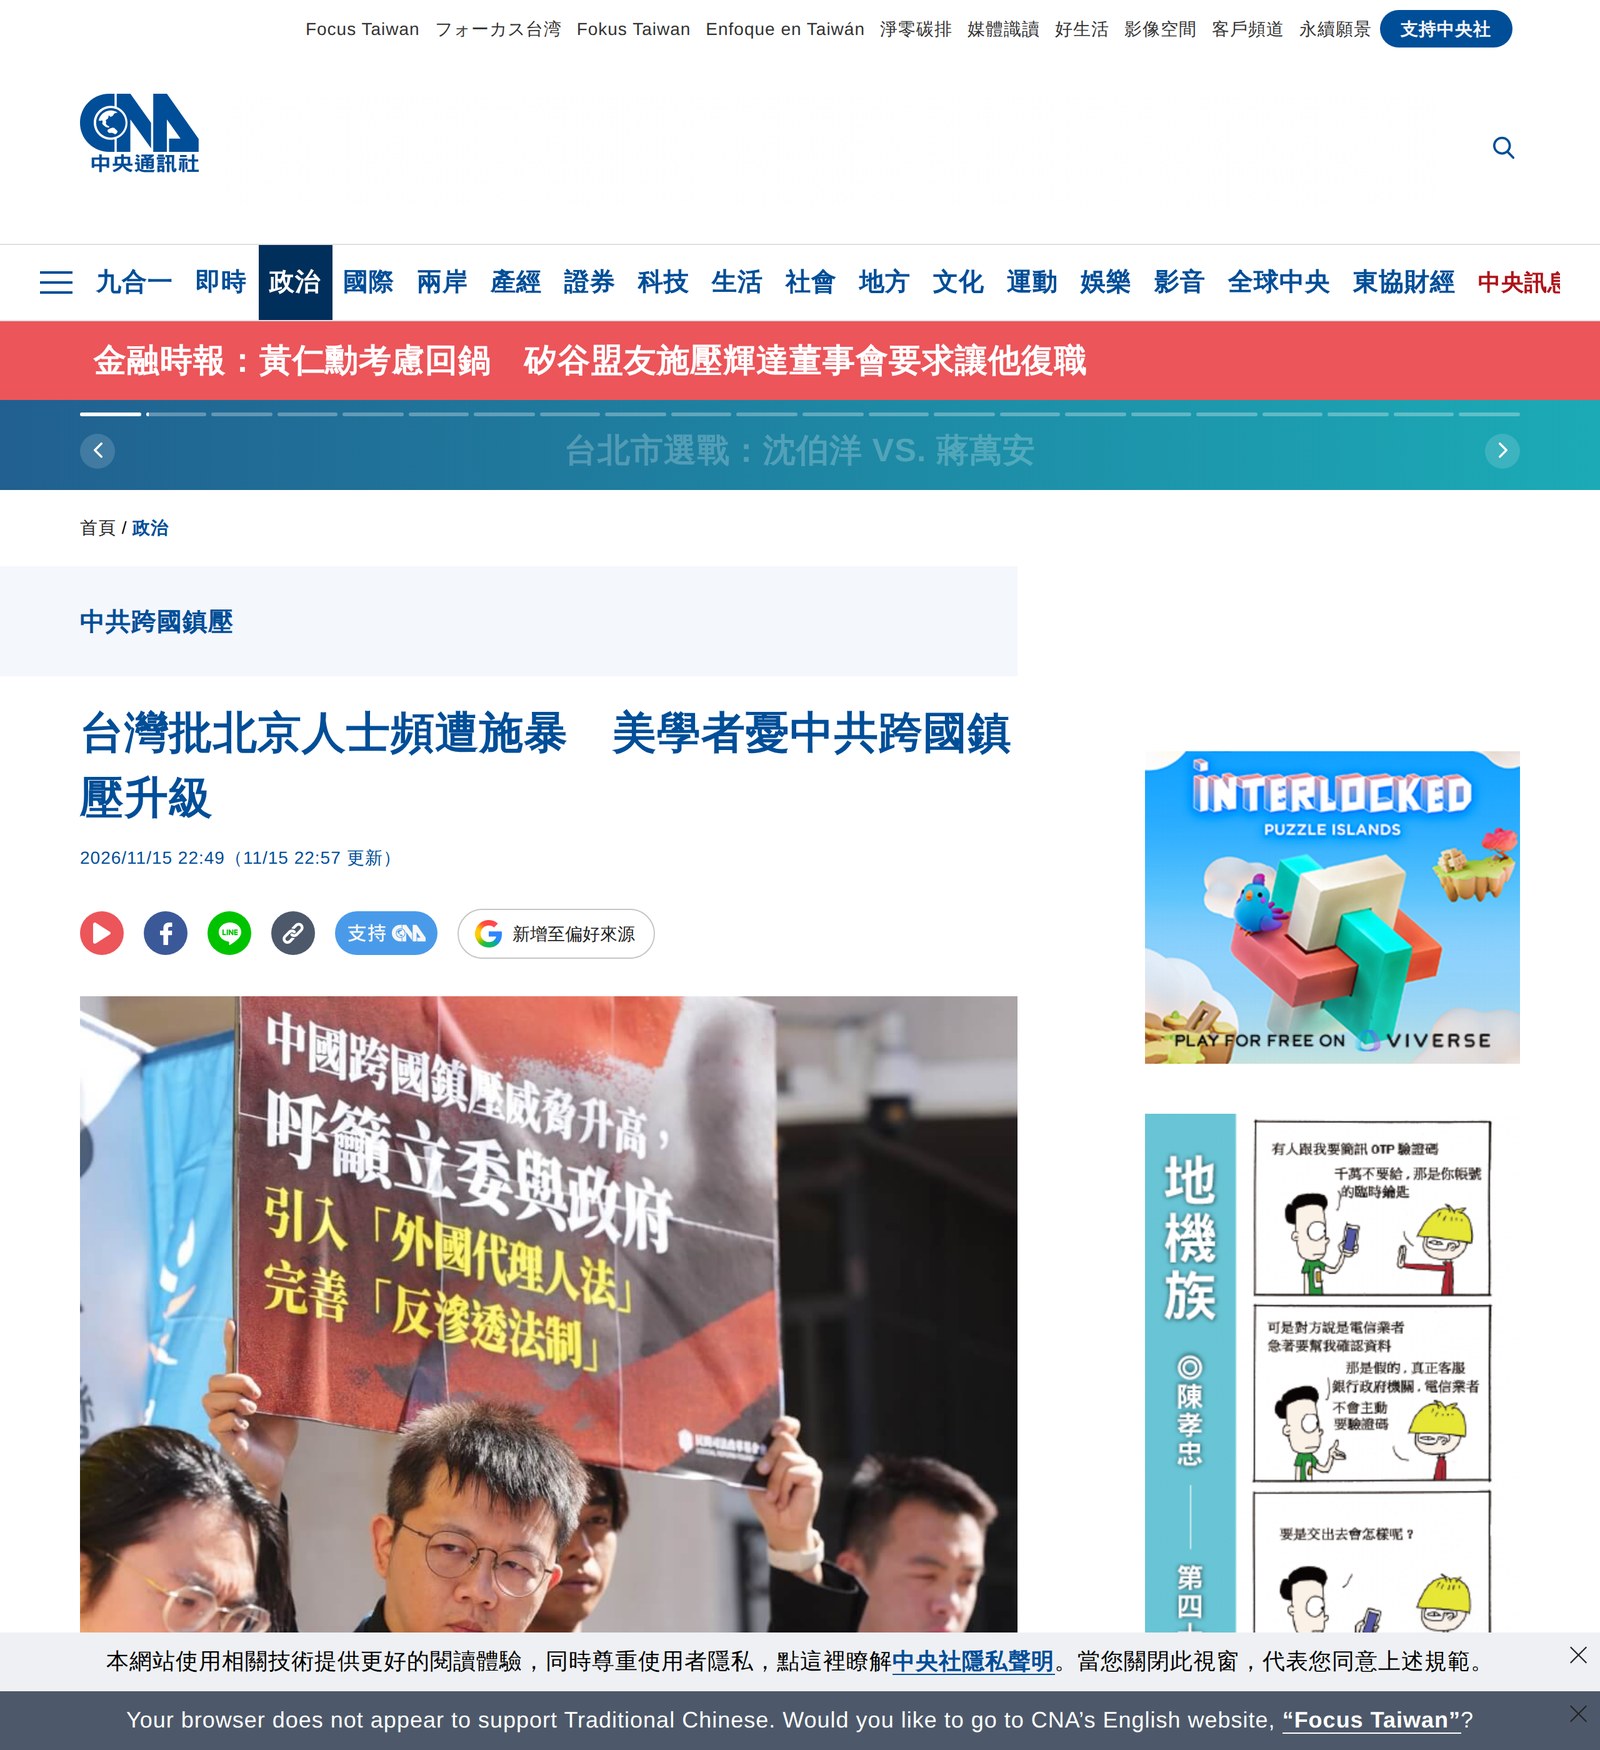 Focus Taiwan フォーカス台湾 Fokus Taiwan Enfoque en Taiwán 淨零碳排 媒體識讀 好生活 影像空間 客戶頻道 永續願景 支持中央社
CNA
中央通訊社
九合一 即時 政治 國際 兩岸 產經 證券 科技 生活 社會 地方 文化 運動 娛樂 影音 全球中央 東協財經 中央訊息
金融時報：黃仁勳考慮回鍋 矽谷盟友施壓輝達董事會要求讓他復職
台北市選戰：沈伯洋 VS. 蔣萬安
首頁 / 政治
中共跨國鎮壓
台灣批北京人士頻遭施暴 美學者憂中共跨國鎮
壓升級
2026/11/15 22:49（11/15 22:57 更新）
LINE
支持 CNA
新增至偏好來源
中國跨國鎮壓威脅升高，
呼籲立委與政府
引入「外國代理人法」
完善「反滲透法制」
INTERLOCKED
PUZZLE ISLANDS
PLAY FOR FREE ON VIVERSE
地機族
◎陳孝忠
第四
有人跟我要簡訊 OTP 驗證碼
千萬不要給，那是你帳號
的臨時鑰匙
可是對方說是電信業者
急著要幫我確認資料
那是假的，真正客服
銀行政府機關，電信業者
不會主動
要驗證碼
要是交出去會怎樣呢？
本網站使用相關技術提供更好的閱讀體驗，同時尊重使用者隱私，點這裡瞭解中央社隱私聲明。當您關閉此視窗，代表您同意上述規範。
Your browser does not appear to support Traditional Chinese. Would you like to go to CNA’s English website, “Focus Taiwan”?